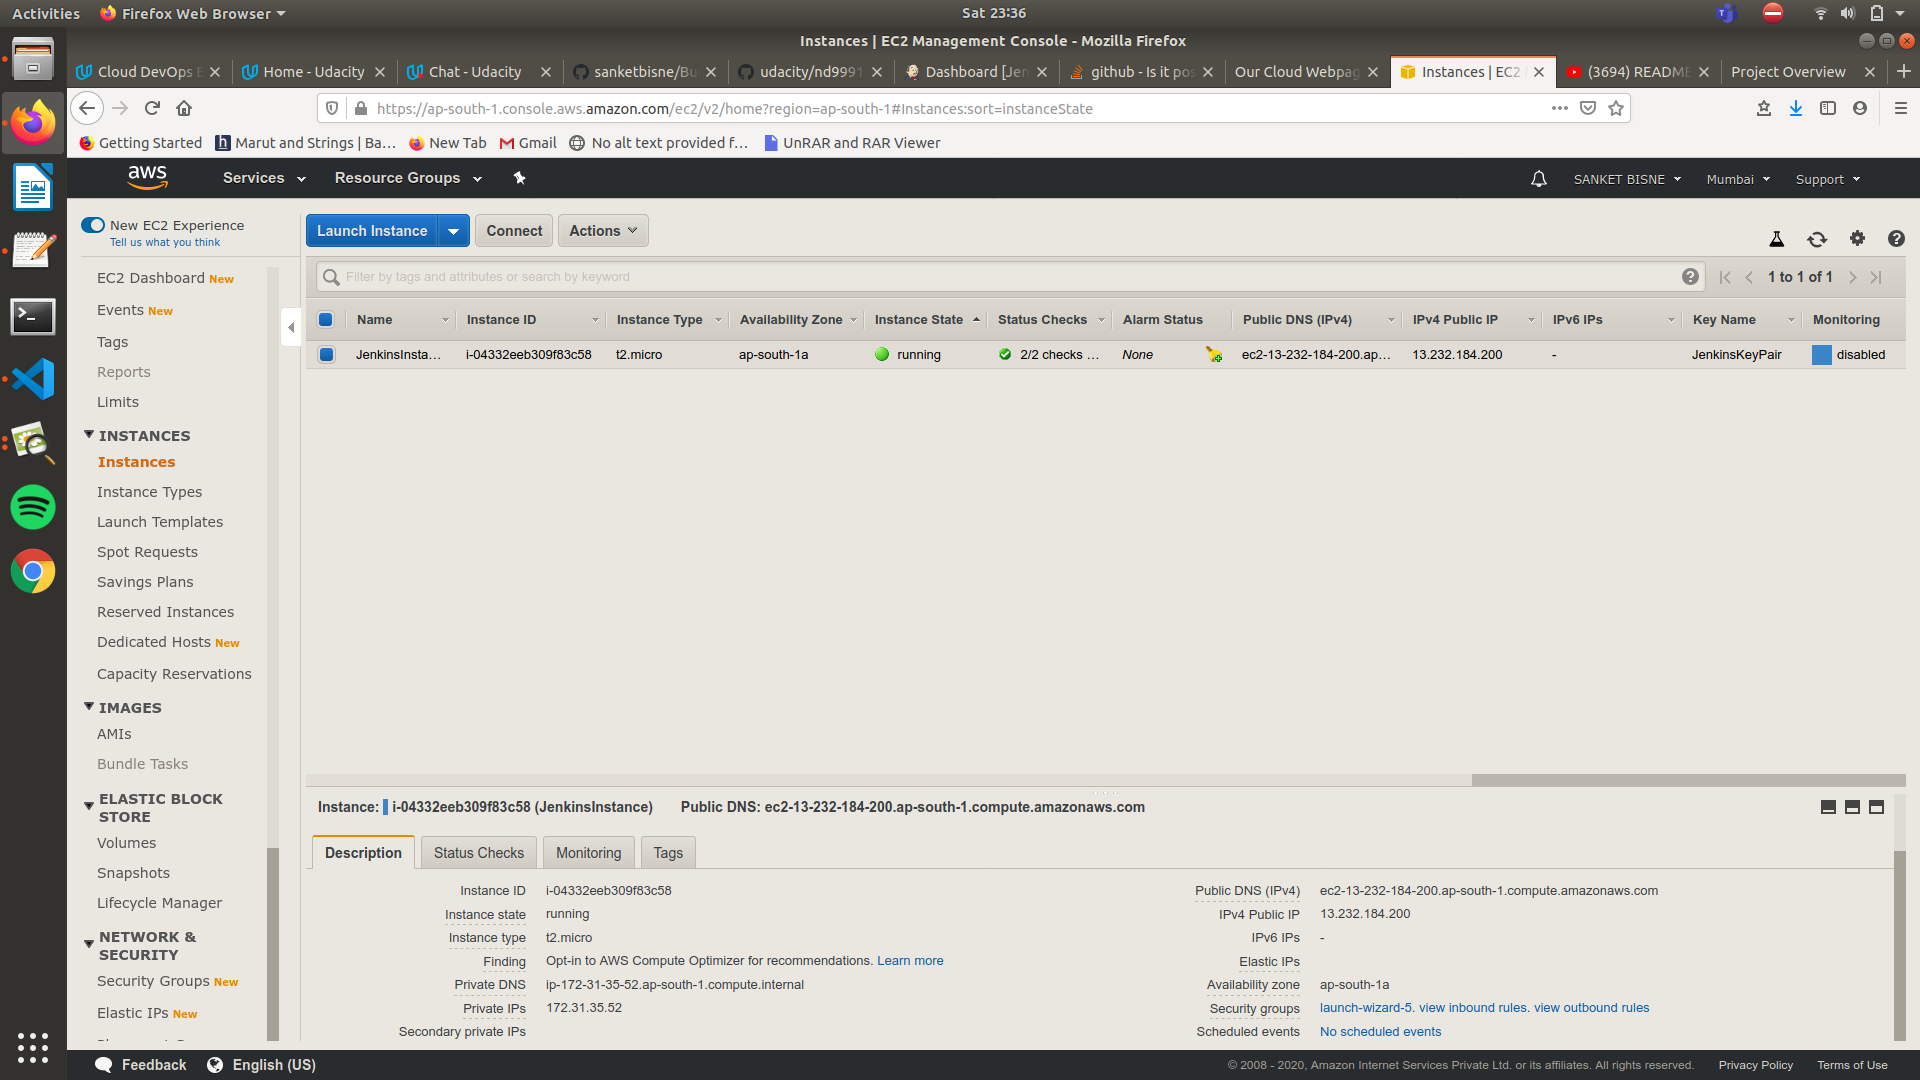 Activities Firefox Web Browser Sat 23:36
Instances | EC2 Management Console - Mozilla Firefox
Cloud DevOps E Home - Udacity Chat - Udacity sanketbisne/Bu udacity/nd9991 Dashboard [Jen github - Is it pos Our Cloud Webpag Instances | EC2 (3694) README Project Overview
https://ap-south-1.console.aws.amazon.com/ec2/v2/home?region=ap-south-1#Instances:sort=instanceState
Getting Started Marut and Strings | Ba... New Tab Gmail No alt text provided f... UnRAR and RAR Viewer
aws Services Resource Groups SANKET BISNE Mumbai Support
New EC2 Experience
Tell us what you think
EC2 Dashboard New
Events New
Tags
Reports
Limits
INSTANCES
Instances
Instance Types
Launch Templates
Spot Requests
Savings Plans
Reserved Instances
Dedicated Hosts New
Capacity Reservations
IMAGES
AMIs
Bundle Tasks
ELASTIC BLOCK
STORE
Volumes
Snapshots
Lifecycle Manager
NETWORK &
SECURITY
Security Groups New
Elastic IPs New
Launch Instance Connect Actions
Filter by tags and attributes or search by keyword 1 to 1 of 1
Name Instance ID Instance Type Availability Zone Instance State Status Checks Alarm Status Public DNS (IPv4) IPv4 Public IP IPv6 IPs Key Name Monitoring
JenkinsInsta... i-04332eeb309f83c58 t2.micro ap-south-1a running 2/2 checks ... None ec2-13-232-184-200.ap... 13.232.184.200 - JenkinsKeyPair disabled
Instance: i-04332eeb309f83c58 (JenkinsInstance) Public DNS: ec2-13-232-184-200.ap-south-1.compute.amazonaws.com
Description Status Checks Monitoring Tags
Instance ID i-04332eeb309f83c58 Public DNS (IPv4) ec2-13-232-184-200.ap-south-1.compute.amazonaws.com
Instance state running IPv4 Public IP 13.232.184.200
Instance type t2.micro IPv6 IPs -
Finding Opt-in to AWS Compute Optimizer for recommendations. Learn more Elastic IPs
Private DNS ip-172-31-35-52.ap-south-1.compute.internal Availability zone ap-south-1a
Private IPs 172.31.35.52 Security groups launch-wizard-5. view inbound rules. view outbound rules
Secondary private IPs Scheduled events No scheduled events
Feedback English (US) © 2008 - 2020, Amazon Internet Services Private Ltd. or its affiliates. All rights reserved. Privacy Policy Terms of Use